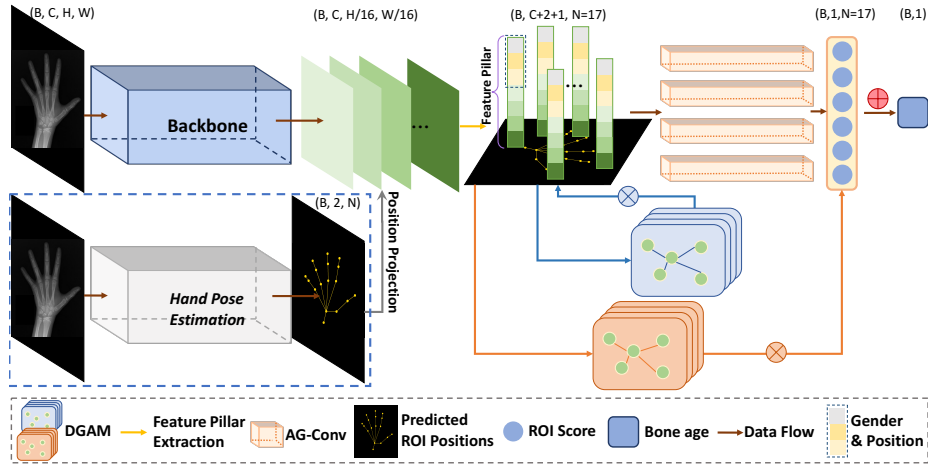 (B, C, H, W)
(B, C, H/16, W/16)
(B, C+2+1, N=17)
(B,1,N=17)
(B,1)
Backbone
...
Feature Pillar
...
(B, 2, N)
Position Projection
Hand Pose
Estimation
DGAM
Feature Pillar
Extraction
AG-Conv
Predicted
ROI Positions
ROI Score
Bone age
Data Flow
Gender
& Position